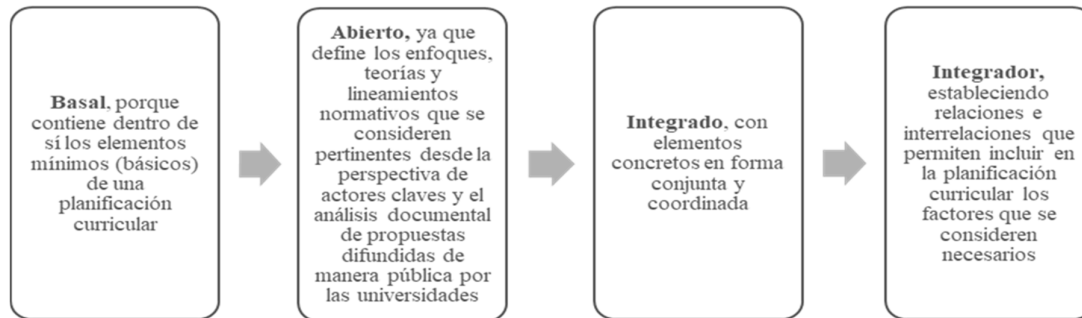 Basal, porque
contiene dentro de
sí los elementos
mínimos (básicos)
de una
planificación
curricular
Abierto, ya que
define los enfoques,
teorías y
lineamientos
normativos que se
consideren
pertinentes desde la
perspectiva de
actores claves y el
análisis documental
de propuestas
difundidas de
manera pública por
las universidades
Integrado, con
elementos
concretos en forma
conjunta y
coordinada
Integrador,
estableciendo
relaciones e
interrelaciones que
permiten incluir en
la planificación
curricular los
factores que se
consideren
necesarios